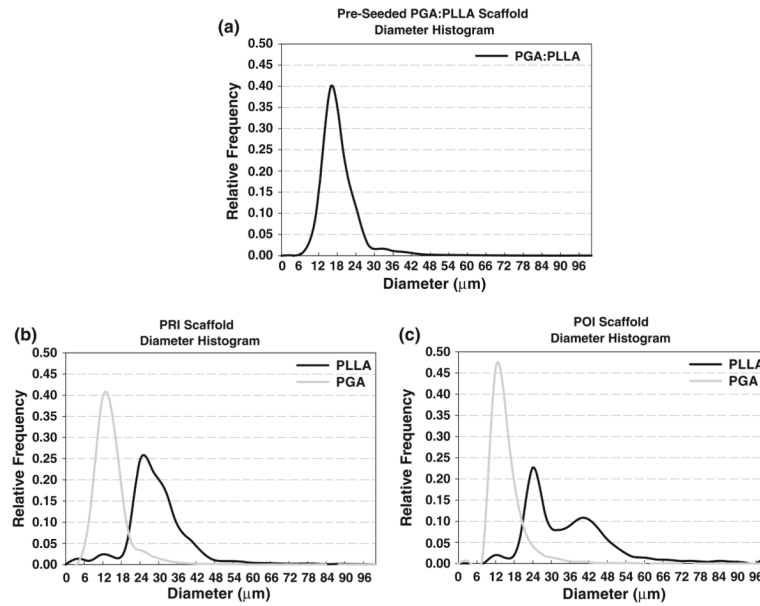 (a)
Pre-Seeded PGA:PLLA Scaffold
Diameter Histogram
PGA:PLLA
Relative Frequency
0.50
0.45
0.40
0.35
0.30
0.25
0.20
0.15
0.10
0.05
0.00
0 6 12 18 24 30 36 42 48 54 60 66 72 78 84 90 96
Diameter (μm)
(b)
PRI Scaffold
Diameter Histogram
PLLA
PGA
Relative Frequency
0.50
0.45
0.40
0.35
0.30
0.25
0.20
0.15
0.10
0.05
0.00
0 6 12 18 24 30 36 42 48 54 60 66 72 78 84 90 96
Diameter (μm)
(c)
POI Scaffold
Diameter Histogram
PLLA
PGA
Relative Frequency
0.50
0.45
0.40
0.35
0.30
0.25
0.20
0.15
0.10
0.05
0.00
0 6 12 18 24 30 36 42 48 54 60 66 72 78 84 90 96
Diameter (μm)